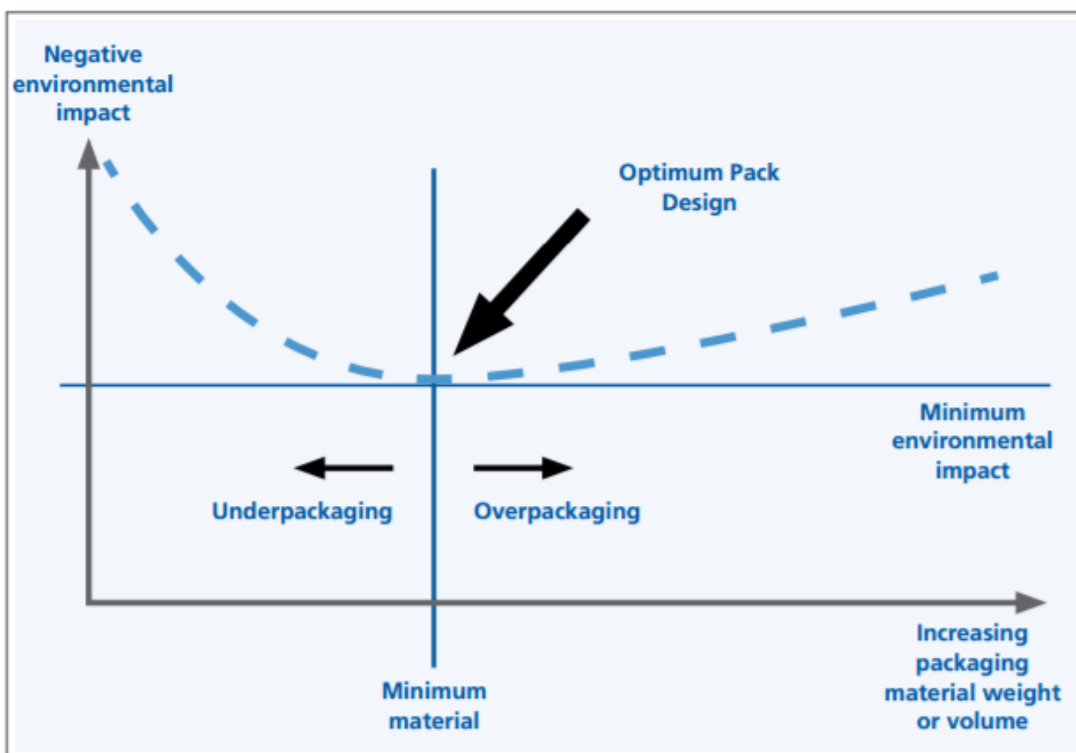 Negative
environmental
impact
Optimum Pack
Design
Minimum
environmental
impact
Underpackaging
Overpackaging
Minimum
material
Increasing
packaging
material weight
or volume